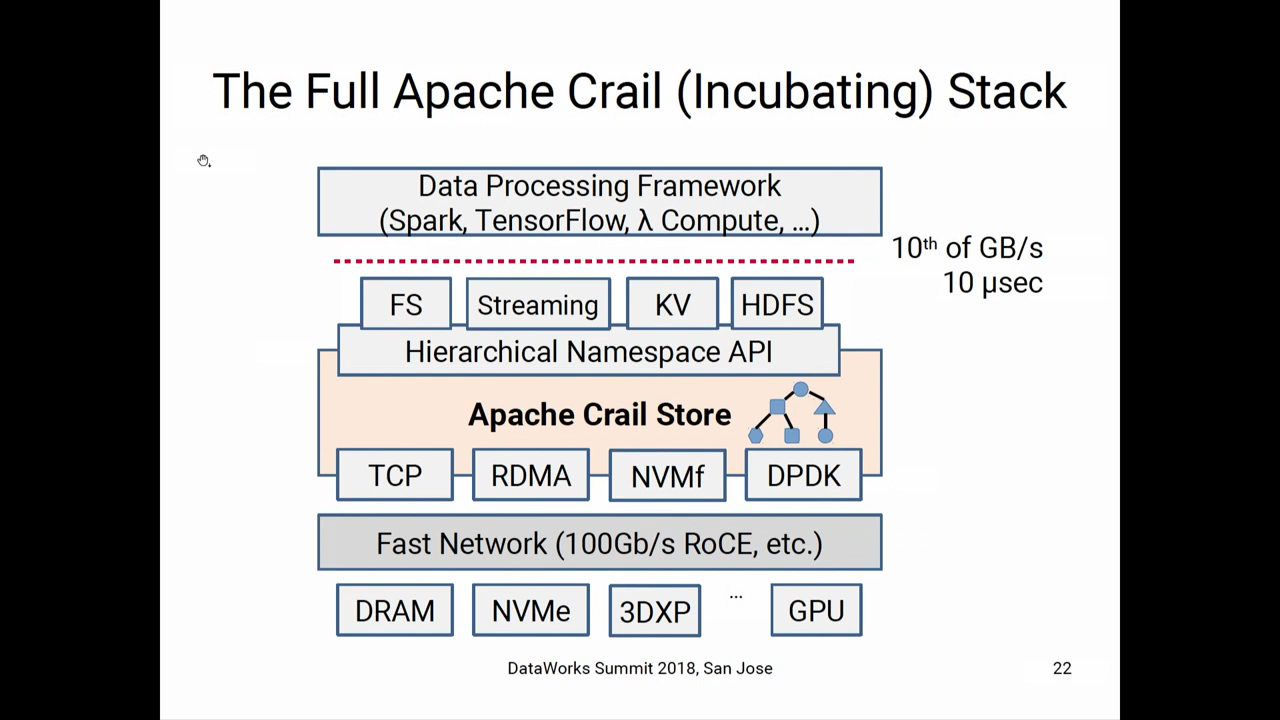 The Full Apache Crail (Incubating) Stack
Data Processing Framework
(Spark, TensorFlow, λ Compute, ...)
10th of GB/s
10 µsec
FS
Streaming
KV
HDFS
Hierarchical Namespace API
Apache Crail Store
TCP
RDMA
NVMf
DPDK
Fast Network (100Gb/s RoCE, etc.)
DRAM
NVMe
3DXP
...
GPU
DataWorks Summit 2018, San Jose
22